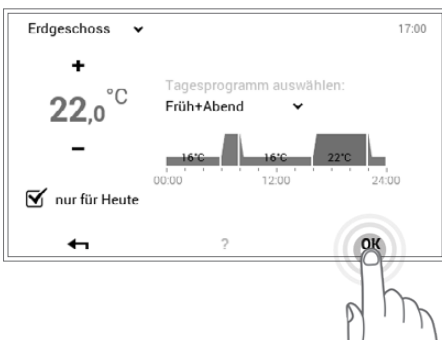 Erdgeschoss 17:00
+
22,0 °C
–
Tagesprogramm auswählen:
Früh+Abend
16°C 16°C 22°C
00:00 12:00 24:00
nur für Heute
? OK